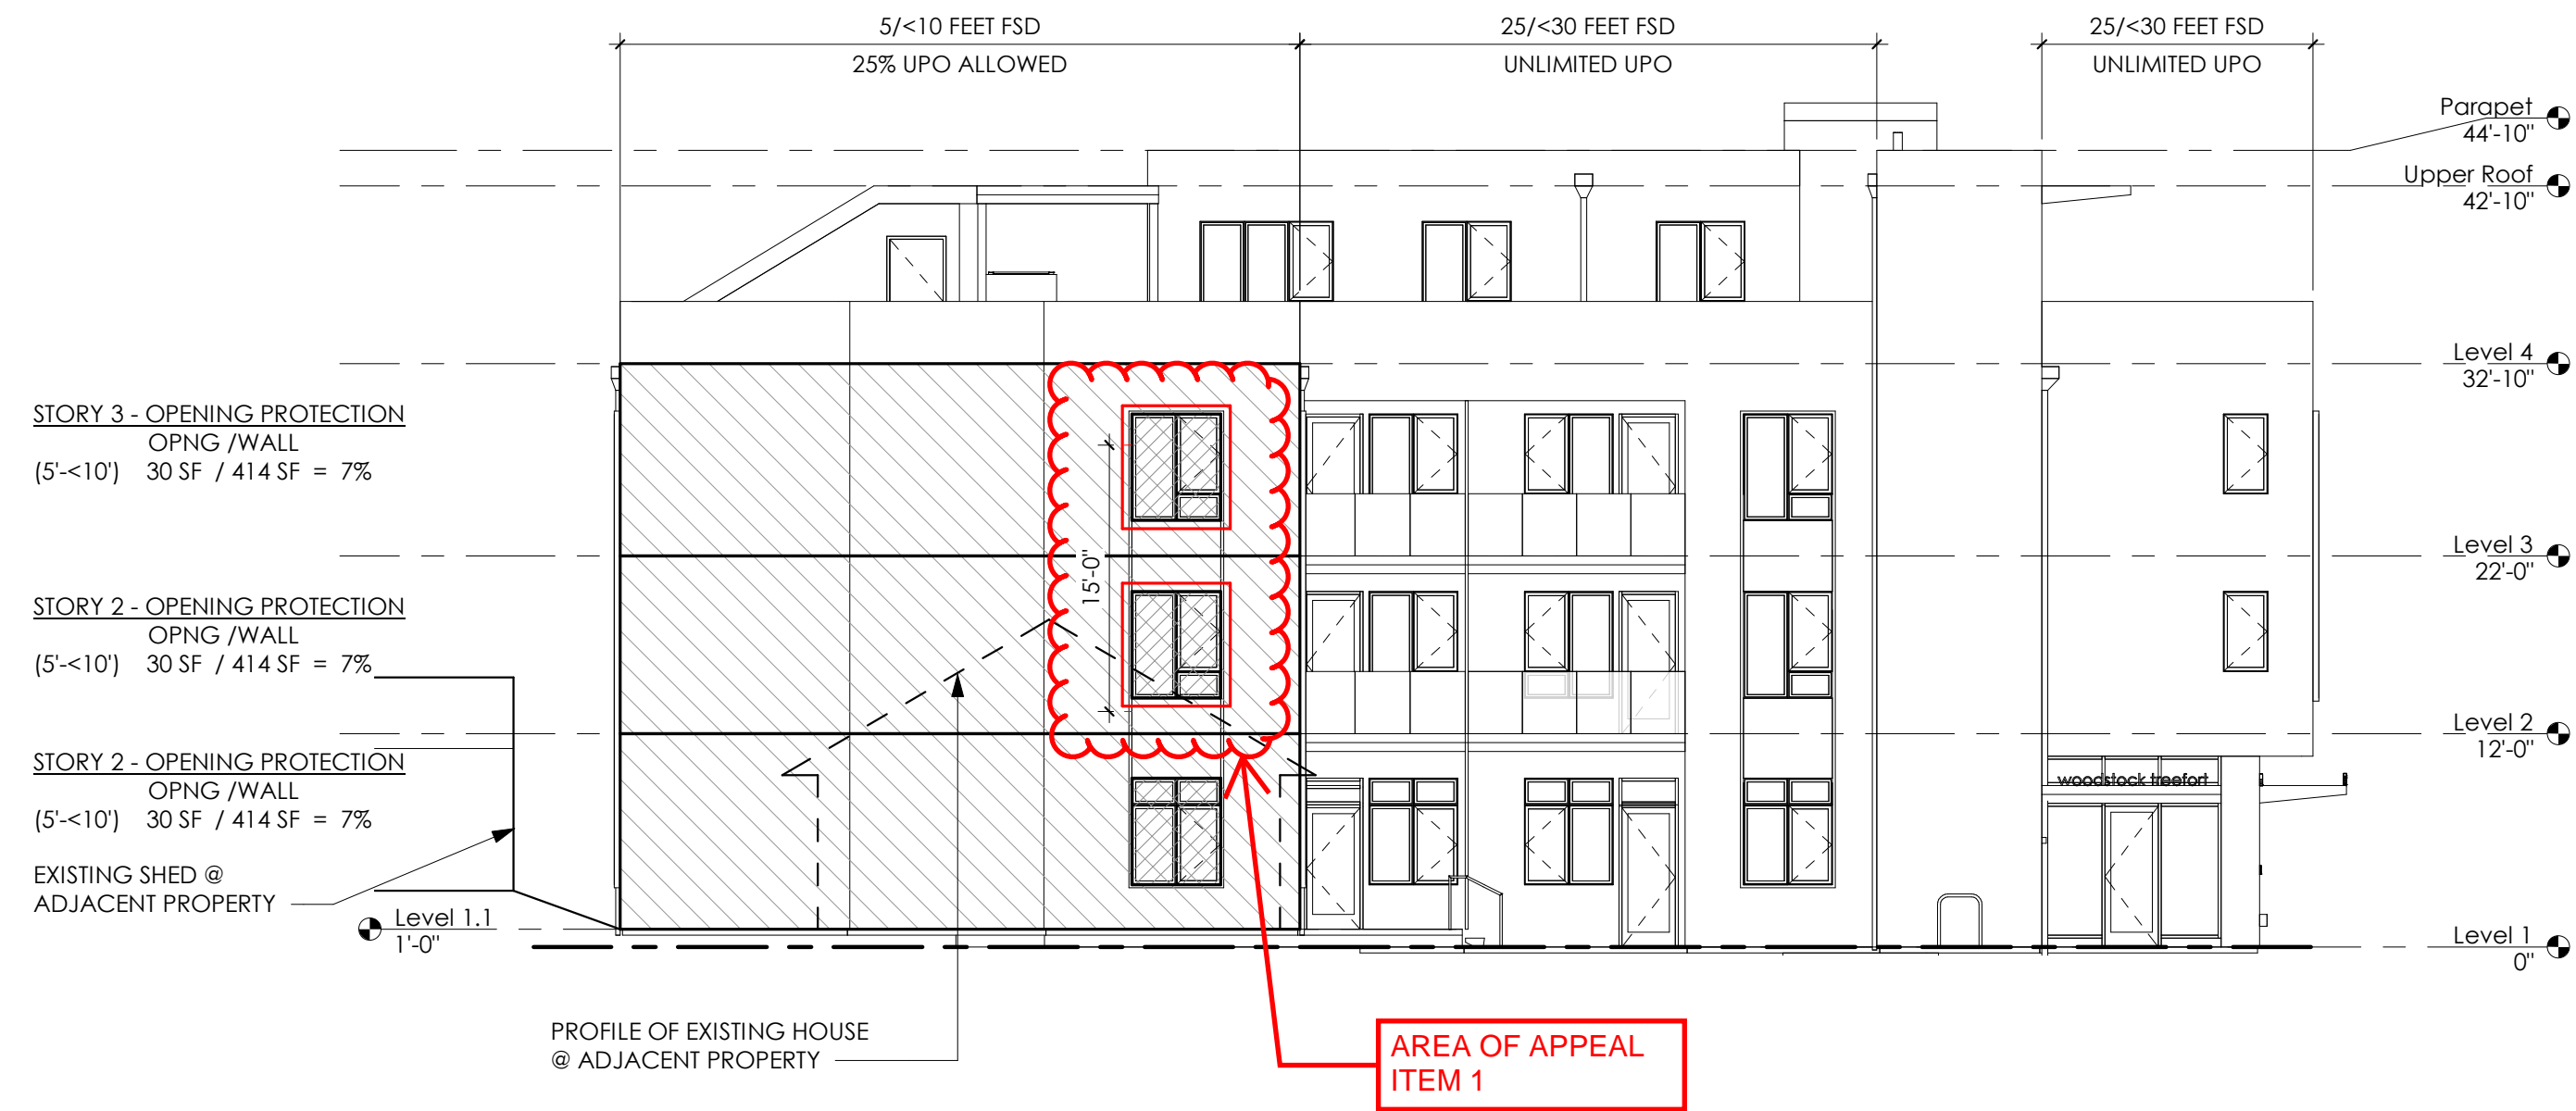 5/<10 FEET FSD
25% UPO ALLOWED
25/<30 FEET FSD
UNLIMITED UPO
25/<30 FEET FSD
UNLIMITED UPO
Parapet
44'-10"
Upper Roof
42'-10"
Level 4
32'-10"
STORY 3 - OPENING PROTECTION
OPNG /WALL
(5'-<10') 30 SF / 414 SF = 7%
Level 3
22'-0"
15'-0"
STORY 2 - OPENING PROTECTION
OPNG /WALL
(5'-<10') 30 SF / 414 SF = 7%
Level 2
12'-0"
STORY 2 - OPENING PROTECTION
OPNG /WALL
(5'-<10') 30 SF / 414 SF = 7%
woodstock treefort
EXISTING SHED @
ADJACENT PROPERTY
Level 1.1
1'-0"
Level 1
0"
PROFILE OF EXISTING HOUSE
@ ADJACENT PROPERTY
AREA OF APPEAL
ITEM 1